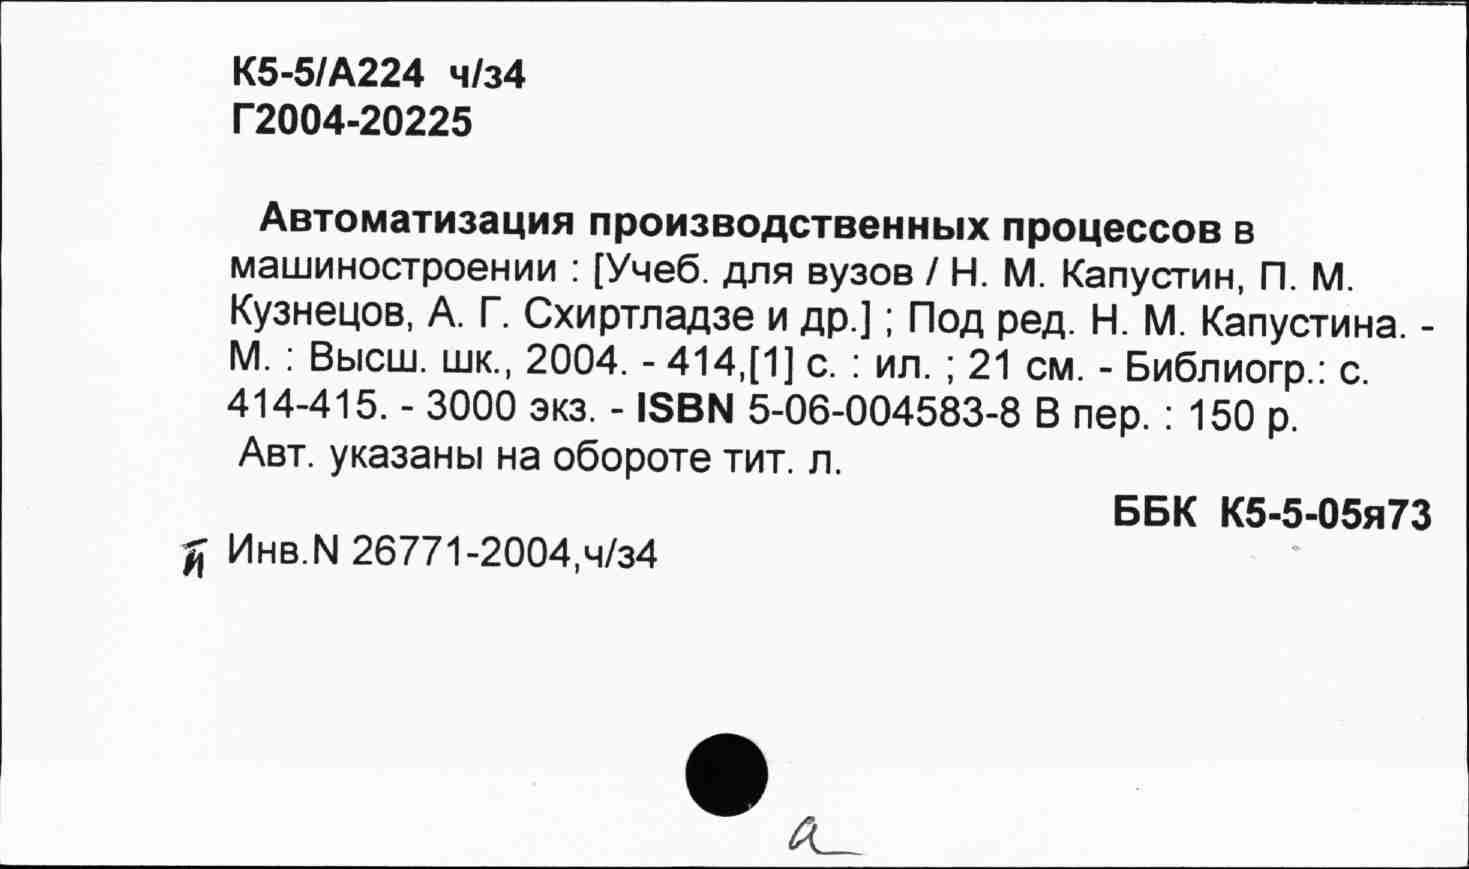 К5-5/А224 ч/з4
Г2004-20225
Автоматизация производственных процессов в
машиностроении : [Учеб. для вузов / Н. М. Капустин, П. М.
Кузнецов, А. Г. Схиртладзе и др.] ; Под ред. Н. М. Капустина. -
М. : Высш. шк., 2004. - 414,[1] с. : ил. ; 21 см. - Библиогр.: с.
414-415. - 3000 экз. - ISBN 5-06-004583-8 В пер. : 150 р.
Авт. указаны на обороте тит. л.
ББК К5-5-05я73
Инв.N 26771-2004,ч/з4
а